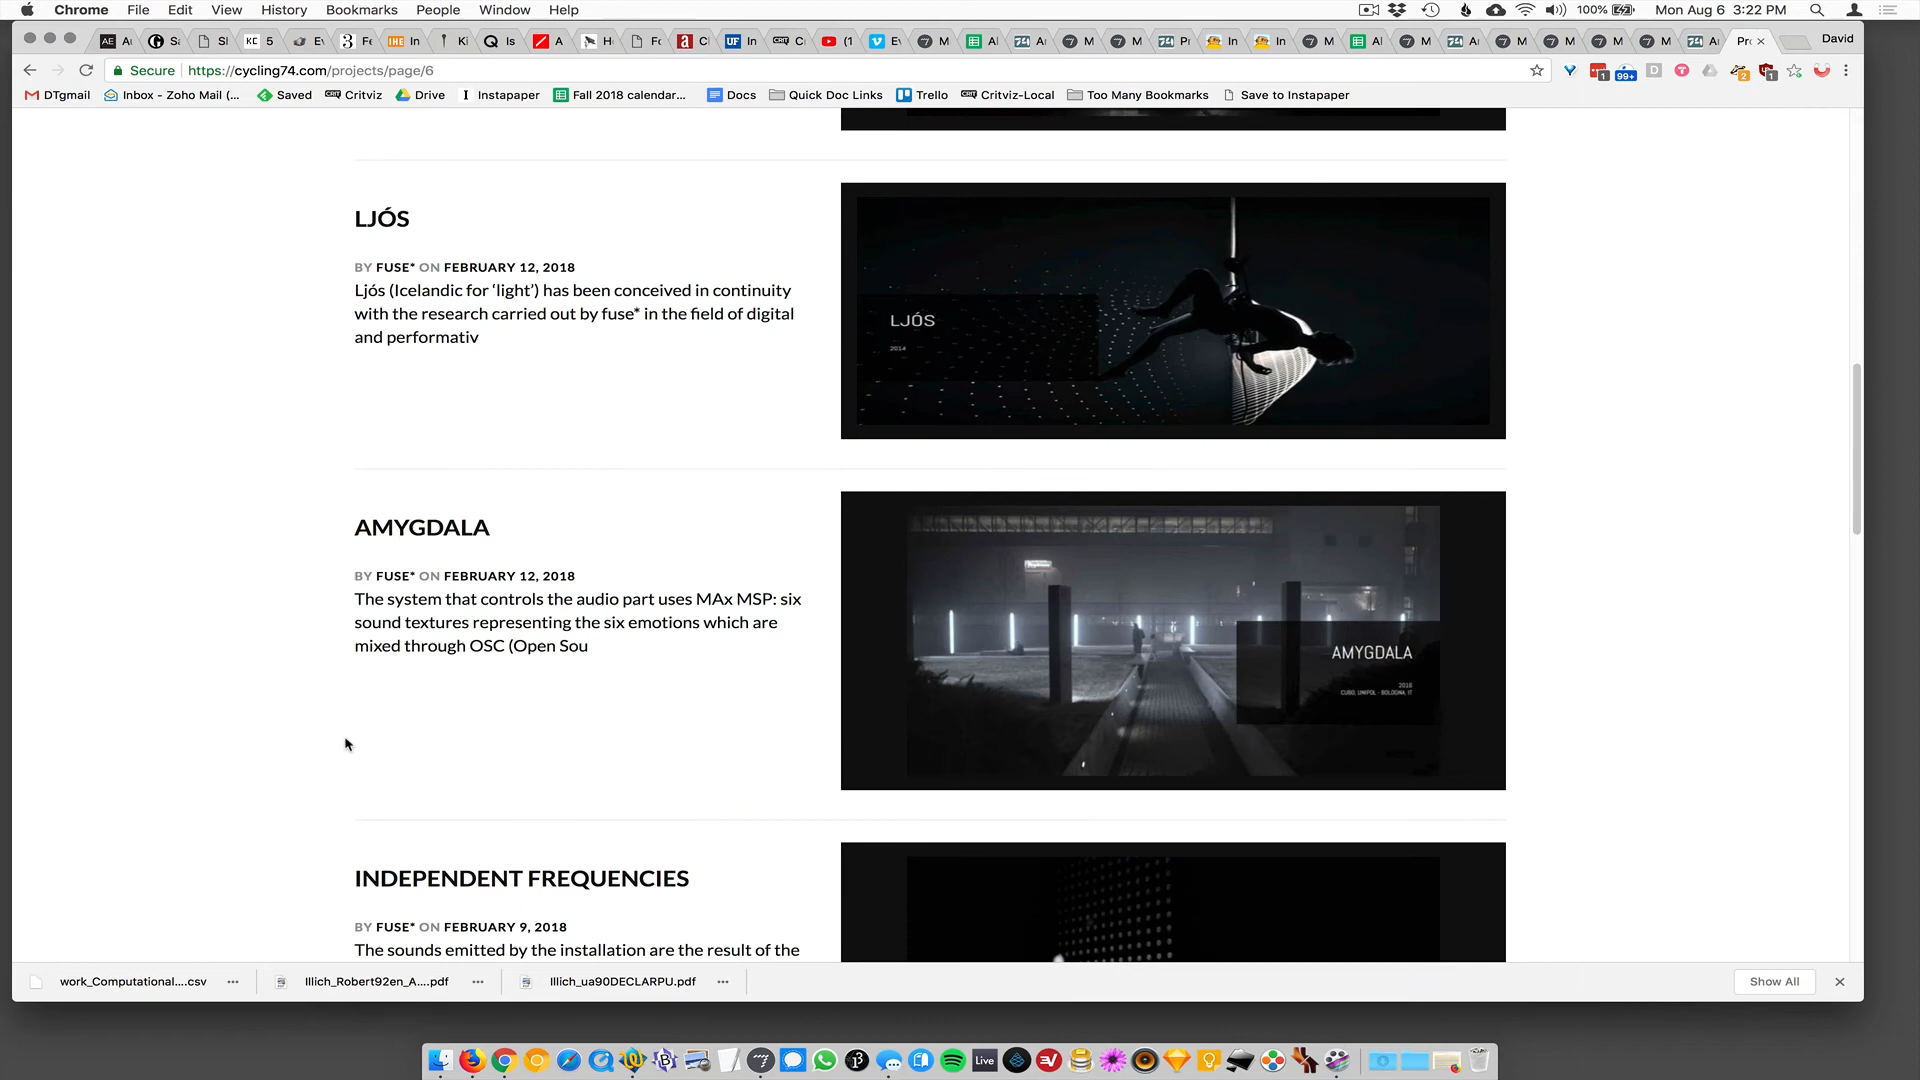 Chrome File Edit View History Bookmarks People Window Help 100% Mon Aug 6 3:22 PM
David
Secure https://cycling74.com/projects/page/6
DTgmail Inbox - Zoho Mail (... Saved Critviz Drive Instapaper Fall 2018 calendar... Docs Quick Doc Links Trello Critviz-Local Too Many Bookmarks Save to Instapaper
LJÓS
BY FUSE* ON FEBRUARY 12, 2018
Ljós (Icelandic for ‘light’) has been conceived in continuity
with the research carried out by fuse* in the field of digital
and performativ
LJÓS
2014
AMYGDALA
BY FUSE* ON FEBRUARY 12, 2018
The system that controls the audio part uses MAx MSP: six
sound textures representing the six emotions which are
mixed through OSC (Open Sou
AMYGDALA
2016
CUBO, UNIPOL - BOLOGNA, IT
INDEPENDENT FREQUENCIES
BY FUSE* ON FEBRUARY 9, 2018
The sounds emitted by the installation are the result of the
work_Computational....csv Illich_Robert92en_A....pdf Illich_ua90DECLARPU.pdf Show All
Live